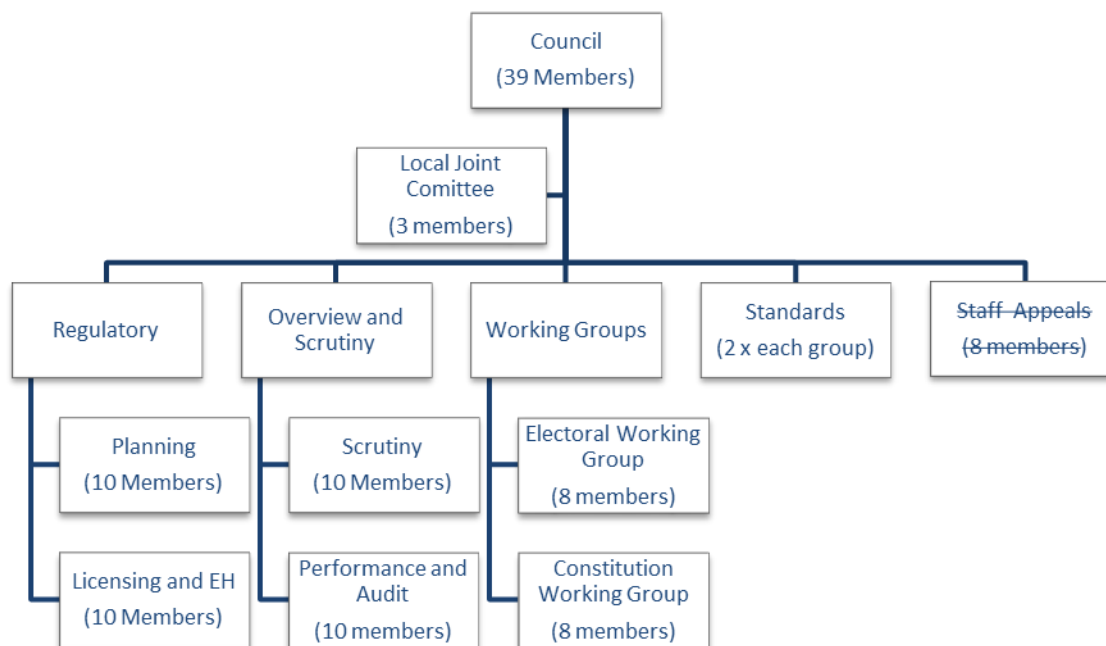 Council
(39 Members)
Local Joint
Comittee
(3 members)
Regulatory
Overview and
Scrutiny
Working Groups
Standards
(2 x each group)
Staff Appeals
(8 members)
Planning
(10 Members)
Scrutiny
(10 Members)
Electoral Working
Group
(8 members)
Licensing and EH
(10 Members)
Performance and
Audit
(10 members)
Constitution
Working Group
(8 members)